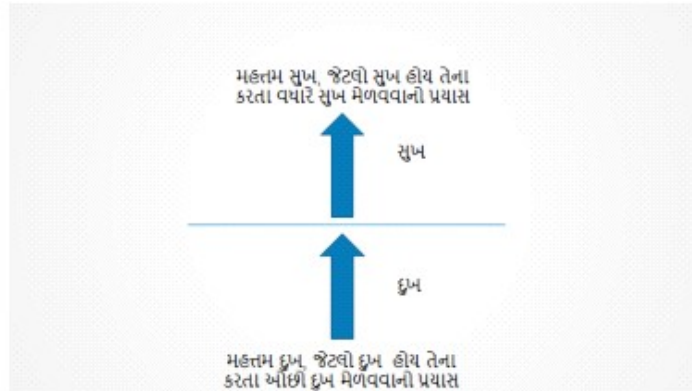 મહત્તમ સુખ, જેટલો સુખ હોય તેના
કરતા વધારે સુખ મેળવવાનો પ્રયાસ
સુખ
દુખ
મહત્તમ દુખ, જેટલો દુખ હોય તેના
કરતા ઓછો દુખ મેળવવાનો પ્રયાસ